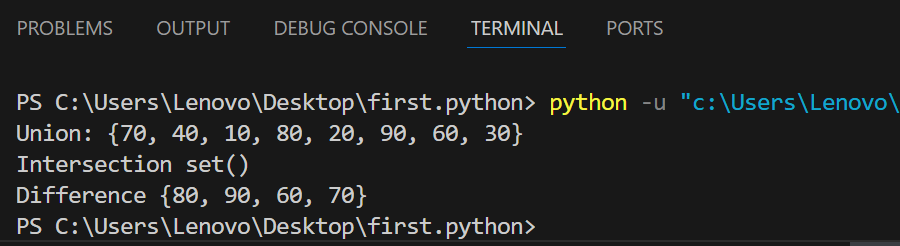 PROBLEMS OUTPUT DEBUG CONSOLE TERMINAL PORTS
PS C:\Users\Lenovo\Desktop\first.python> python -u "c:\Users\Lenovo\
Union: {70, 40, 10, 80, 20, 90, 60, 30}
Intersection set()
Difference {80, 90, 60, 70}
PS C:\Users\Lenovo\Desktop\first.python>